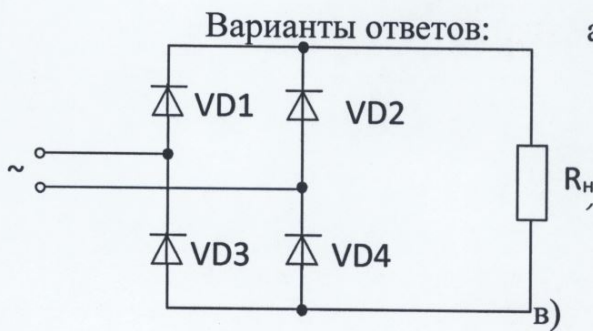 Варианты ответов: а
VD1 VD2
~
Rн
VD3 VD4
в)